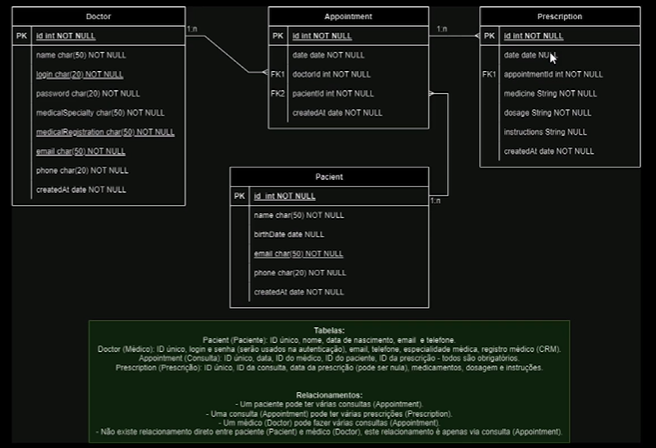 Doctor
PK id int NOT NULL
name char(50) NOT NULL
login char(20) NOT NULL
password char(20) NOT NULL
medicalSpecialty char(50) NOT NULL
medicalRegistration char(50) NOT NULL
email char(50) NOT NULL
phone char(20) NOT NULL
createdAt date NOT NULL
1:n
Appointment
PK id int NOT NULL
date date NOT NULL
FK1 doctorId int NOT NULL
FK2 pacientId int NOT NULL
createdAt date NOT NULL
1:n
Prescription
PK id int NOT NULL
date date NULL
FK1 appointmentId int NOT NULL
medicine String NOT NULL
dosage String NOT NULL
instructions String NULL
createdAt date NOT NULL
Pacient
PK id int NOT NULL
name char(50) NOT NULL
birthDate date NULL
email char(50) NOT NULL
phone char(20) NOT NULL
createdAt date NOT NULL
1:n
Tabelas:
Pacient (Paciente): ID único, nome, data de nascimento, email e telefone.
Doctor (Médico): ID único, login e senha (serão usados na autenticação), email, telefone, especialidade médica, registro médico (CRM).
Appointment (Consulta): ID único, data, ID do médico, ID do paciente, ID da prescrição - todos são obrigatórios.
Prescription (Prescrição): ID único, ID da consulta, data da prescrição (pode ser nula), medicamentos, dosagem e instruções.
Relacionamentos:
- Um paciente pode ter várias consultas (Appointment).
- Uma consulta (Appointment) pode ter várias prescrições (Prescription).
- Um médico (Doctor) pode fazer várias consultas (Appointment).
- Não existe relacionamento direto entre paciente (Pacient) e médico (Doctor), este relacionamento é apenas via consulta (Appointment).